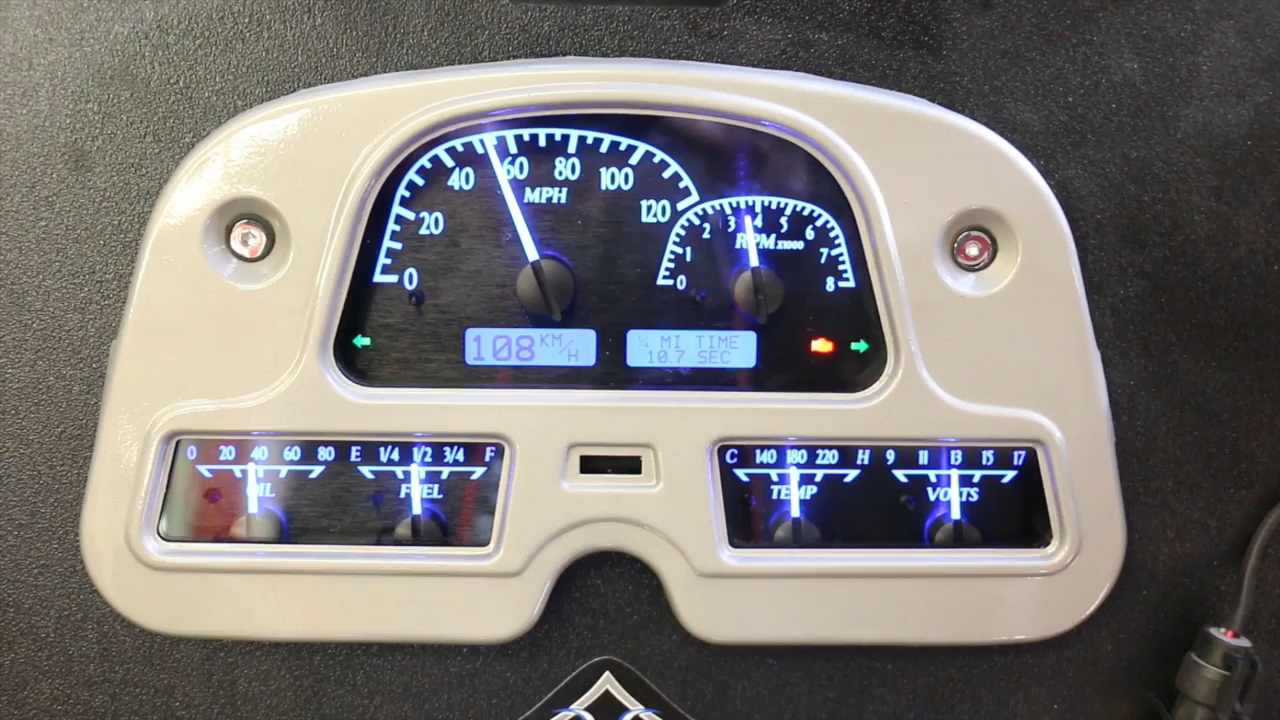 0 20 40 60 80 100 120
MPH
0 1 2 3 4 5 6 7 8
RPM X1000
108 KM/H
¼ MI TIME
10.7 SEC
0 20 40 60 80
OIL
E 1/4 1/2 3/4 F
FUEL
C 140 180 220 H
TEMP
9 11 13 15 17
VOLTS